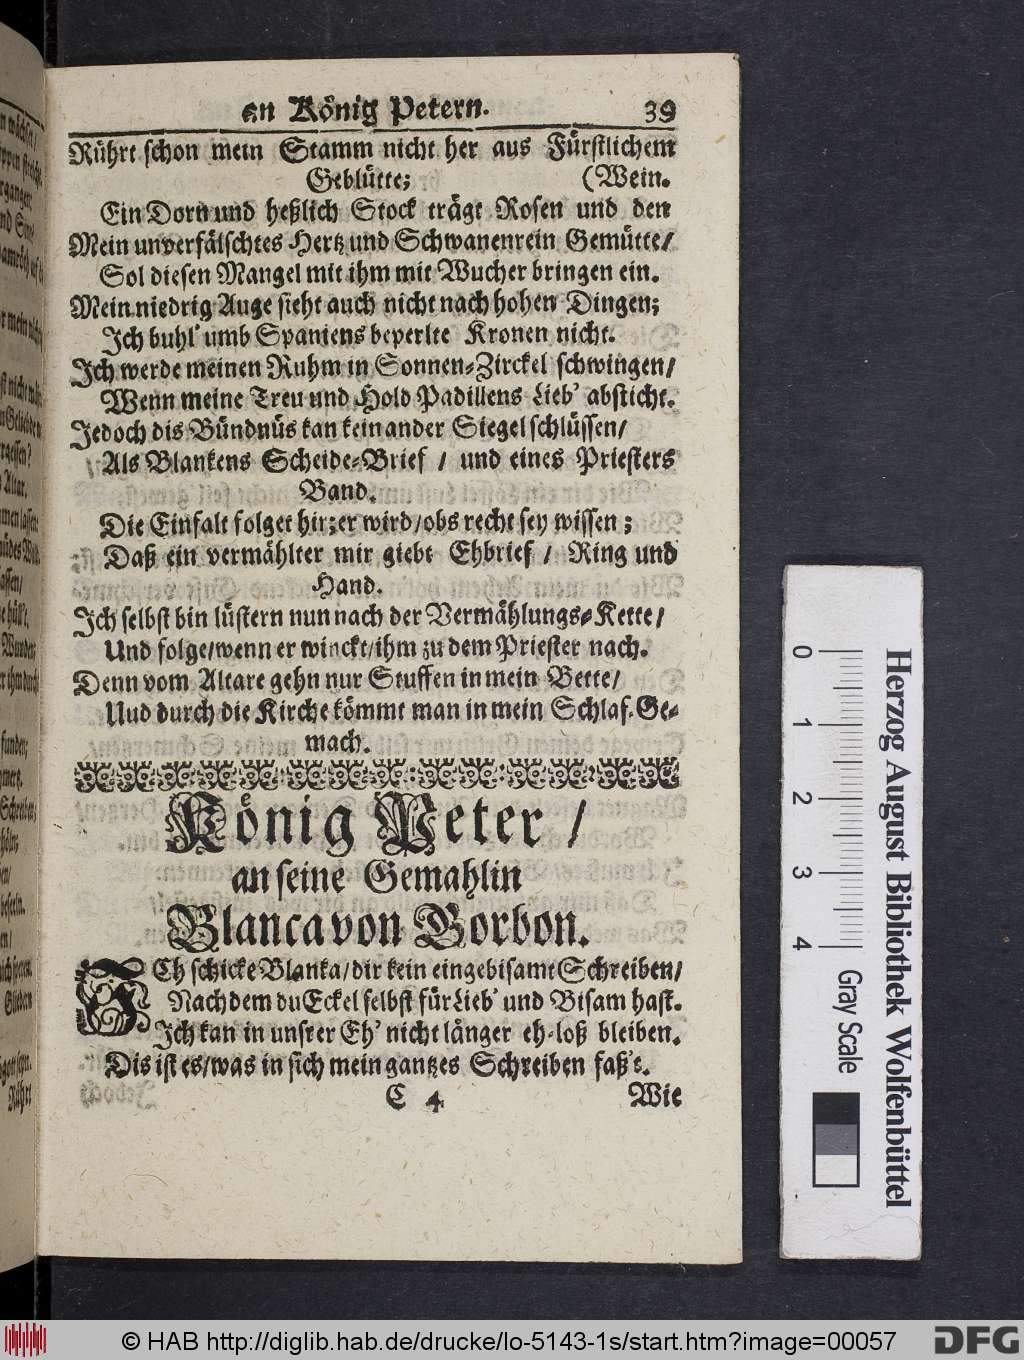 an König Petern. 39
Rührt schon mein Stamm nicht her aus Fürstlichem
Geblütte; (Wein.
Ein Dorn und heßlich Stock trägt Rosen und den
Mein unverfälschtes Hertz und Schwanenrein Gemütte/
Sol diesen Mangel mit ihm mit Wucher bringen ein.
Mein niedrig Auge sieht auch nicht nach hohen Dingen;
Ich buhl' umb Spaniens beperlte Kronen nicht.
Ich werde meinen Ruhm in Sonnen-Zirckel schwingen/
Wenn meine Treu und Hold Padillens Lieb' absticht.
Jedoch dis Bündnüs kan kein ander Siegel schlüssen/
Als Blankens Scheide-Brief / und eines Priesters
Band.
Die Einfalt folget hir; er wird/obs recht sey wissen;
Daß ein vermählter mir giebt Ehbrief / Ring und
Hand.
Ich selbst bin lüstern nun nach der Vermählungs-Kette/
Und folge/wenn er winckt/ihm zu dem Priester nach.
Denn vom Altare gehn nur Stuffen in mein Bette/
Uud durch die Kirche kömmt man in mein Schlaf-Ge-
mach.
König Peter /
an seine Gemahlin
Blanca von Borbon.
ICh schicke Blanka/dir kein eingebisamt Schreiben/
Nach dem du Eckel selbst für Lieb' und Bisam hast.
Ich kan in unsrer Eh' nicht länger eh-loß bleiben.
Dis ist es/was in sich mein gantzes Schreiben faß't.
C 4 Wie
0 1 2 3 4
Gray Scale
Herzog August Bibliothek Wolfenbüttel
© HAB http://diglib.hab.de/drucke/lo-5143-1s/start.htm?image=00057
DFG